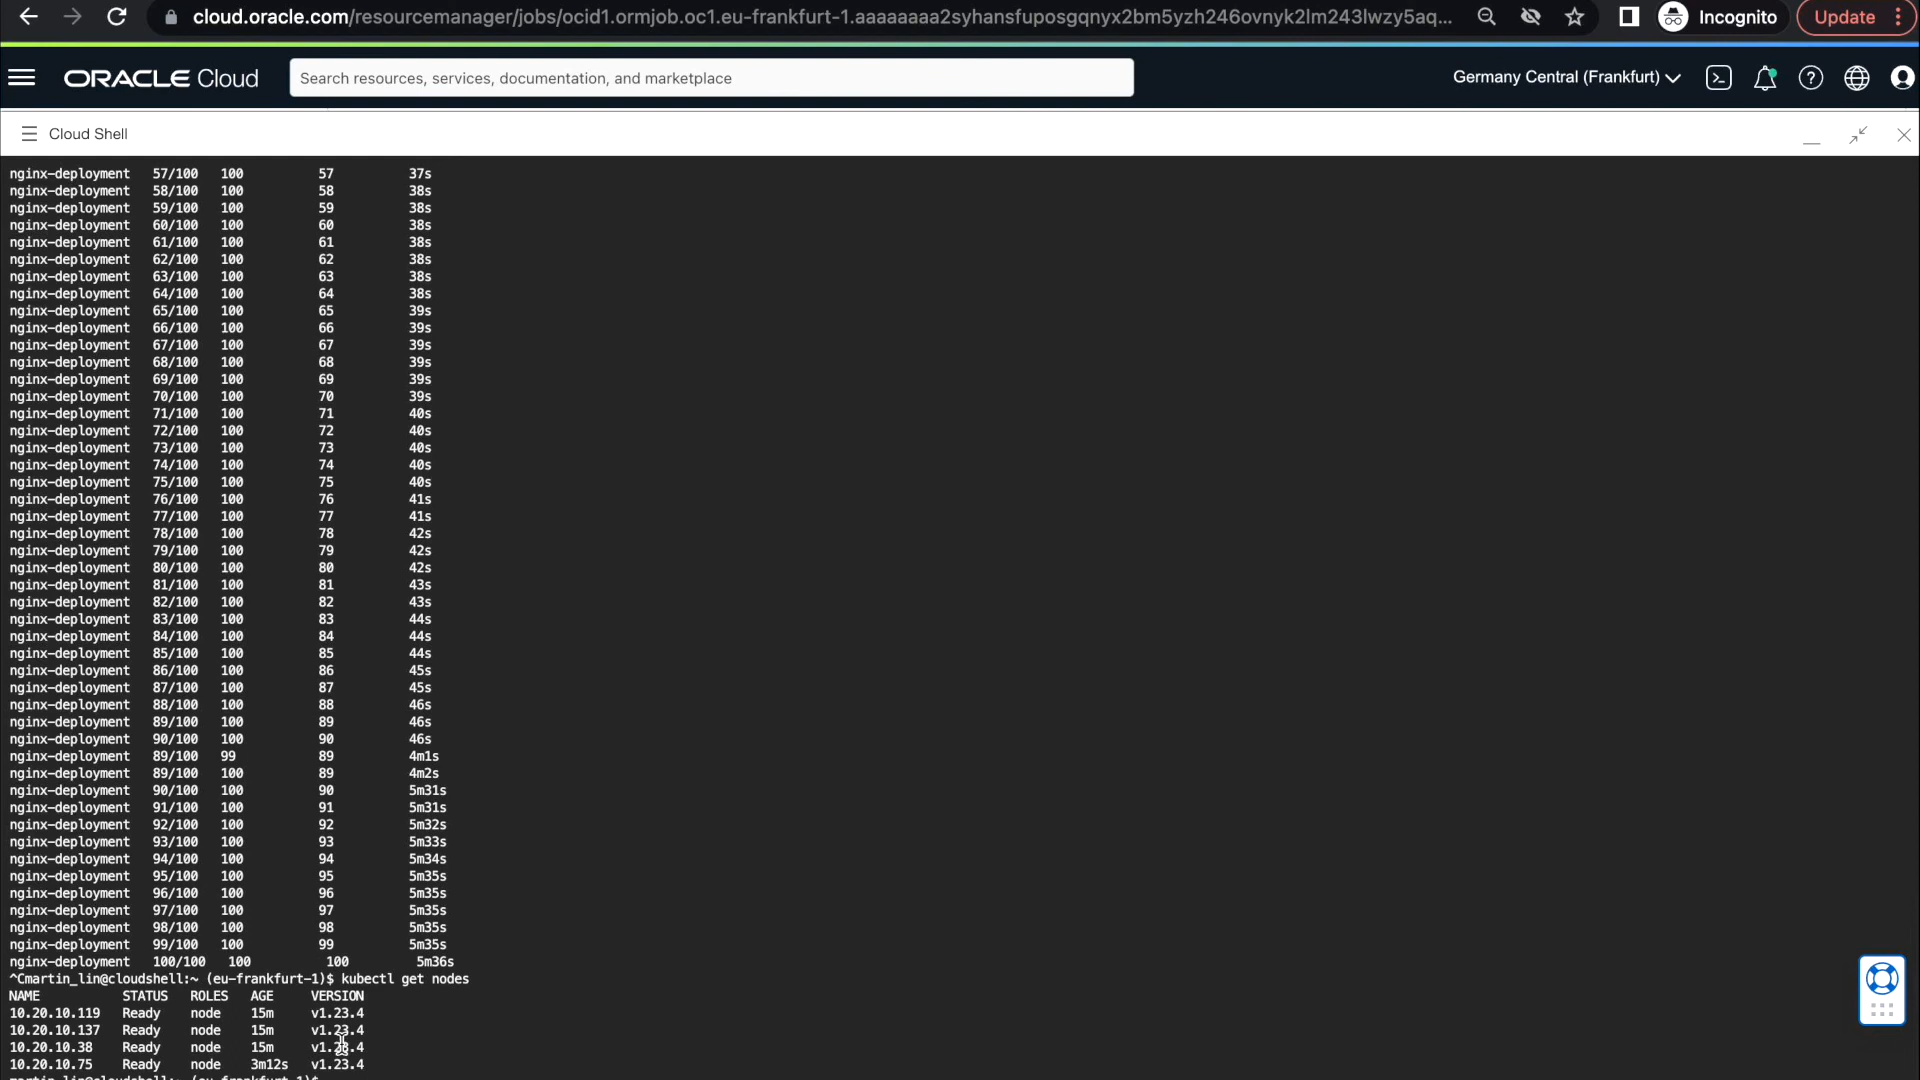 cloud.oracle.com/resourcemanager/jobs/ocid1.ormjob.oc1.eu-frankfurt-1.aaaaaaaa2syhansfuposgqnyx2bm5yzh246ovnyk2lm243lwzy5aq... Incognito Update
ORACLE Cloud Search resources, services, documentation, and marketplace Germany Central (Frankfurt)
Cloud Shell
nginx-deployment 57/100 100 57 37s
nginx-deployment 58/100 100 58 38s
nginx-deployment 59/100 100 59 38s
nginx-deployment 60/100 100 60 38s
nginx-deployment 61/100 100 61 38s
nginx-deployment 62/100 100 62 38s
nginx-deployment 63/100 100 63 38s
nginx-deployment 64/100 100 64 38s
nginx-deployment 65/100 100 65 39s
nginx-deployment 66/100 100 66 39s
nginx-deployment 67/100 100 67 39s
nginx-deployment 68/100 100 68 39s
nginx-deployment 69/100 100 69 39s
nginx-deployment 70/100 100 70 39s
nginx-deployment 71/100 100 71 40s
nginx-deployment 72/100 100 72 40s
nginx-deployment 73/100 100 73 40s
nginx-deployment 74/100 100 74 40s
nginx-deployment 75/100 100 75 40s
nginx-deployment 76/100 100 76 41s
nginx-deployment 77/100 100 77 41s
nginx-deployment 78/100 100 78 42s
nginx-deployment 79/100 100 79 42s
nginx-deployment 80/100 100 80 42s
nginx-deployment 81/100 100 81 43s
nginx-deployment 82/100 100 82 43s
nginx-deployment 83/100 100 83 44s
nginx-deployment 84/100 100 84 44s
nginx-deployment 85/100 100 85 44s
nginx-deployment 86/100 100 86 45s
nginx-deployment 87/100 100 87 45s
nginx-deployment 88/100 100 88 46s
nginx-deployment 89/100 100 89 46s
nginx-deployment 90/100 100 90 46s
nginx-deployment 89/100 99 89 4m1s
nginx-deployment 89/100 100 89 4m2s
nginx-deployment 90/100 100 90 5m31s
nginx-deployment 91/100 100 91 5m31s
nginx-deployment 92/100 100 92 5m32s
nginx-deployment 93/100 100 93 5m33s
nginx-deployment 94/100 100 94 5m34s
nginx-deployment 95/100 100 95 5m35s
nginx-deployment 96/100 100 96 5m35s
nginx-deployment 97/100 100 97 5m35s
nginx-deployment 98/100 100 98 5m35s
nginx-deployment 99/100 100 99 5m35s
nginx-deployment 100/100 100 100 5m36s
^Cmartin_lin@cloudshell:~ (eu-frankfurt-1)$ kubectl get nodes
NAME STATUS ROLES AGE VERSION
10.20.10.119 Ready node 15m v1.23.4
10.20.10.137 Ready node 15m v1.23.4
10.20.10.38 Ready node 15m v1.23.4
10.20.10.75 Ready node 3m12s v1.23.4
martin_lin@cloudshell:~ (eu-frankfurt-1)$